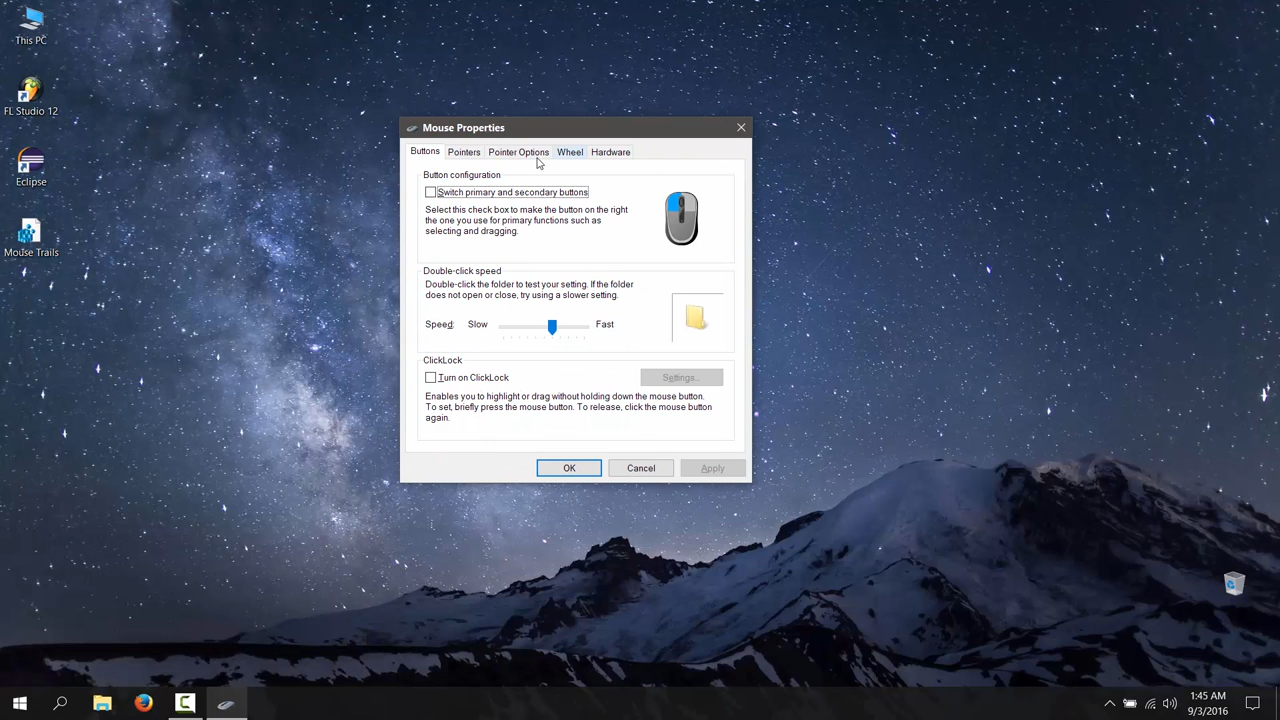 This PC
FL Studio 12
Eclipse
Mouse Trails
Mouse Properties
Buttons Pointers Pointer Options Wheel Hardware
Button configuration
Switch primary and secondary buttons
Select this check box to make the button on the right
the one you use for primary functions such as
selecting and dragging.
Double-click speed
Double-click the folder to test your setting. If the folder
does not open or close, try using a slower setting.
Speed: Slow Fast
ClickLock
Turn on ClickLock Settings...
Enables you to highlight or drag without holding down the mouse button.
To set, briefly press the mouse button. To release, click the mouse button
again.
OK Cancel Apply
1:45 AM
9/3/2016